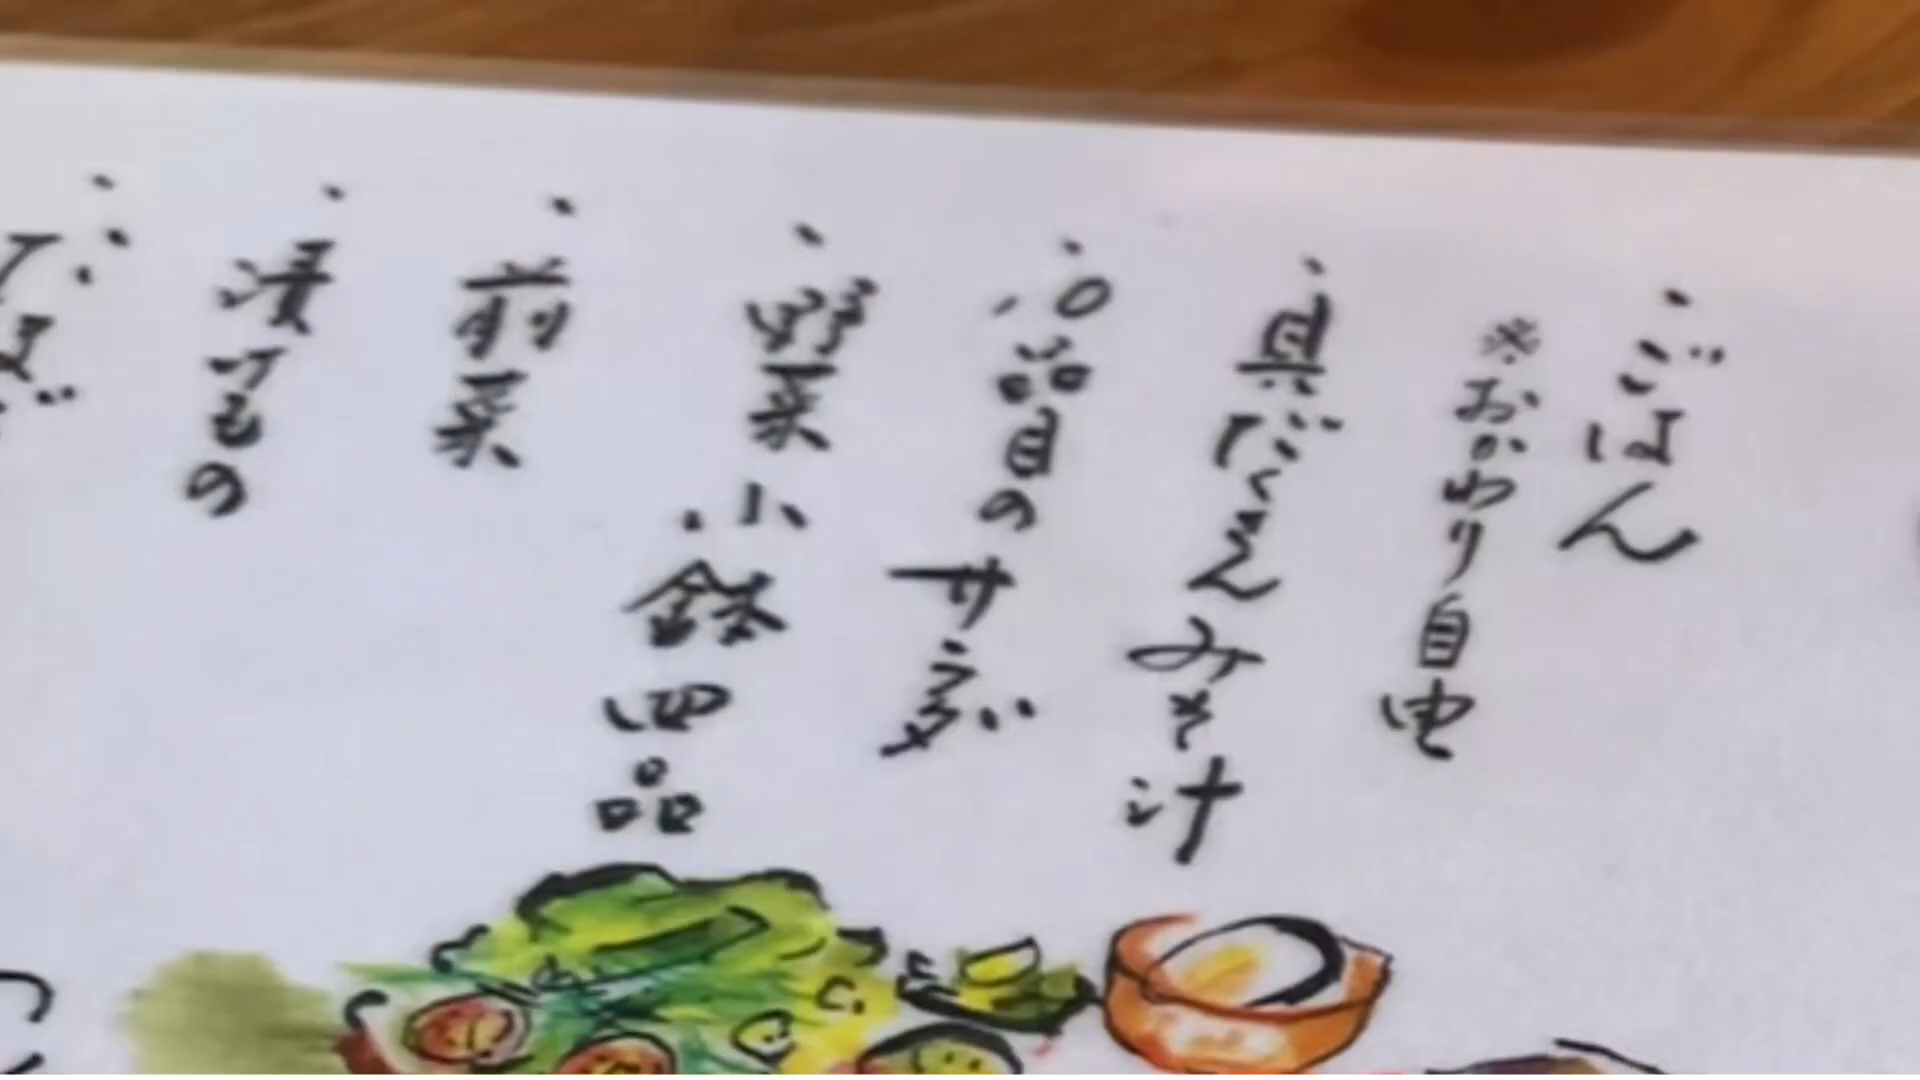 ・ごはん
※おかわり自由
・具だくさんみそ汁
・10品目のサラダ
・野菜小鉢四品
・前菜
・漬けもの